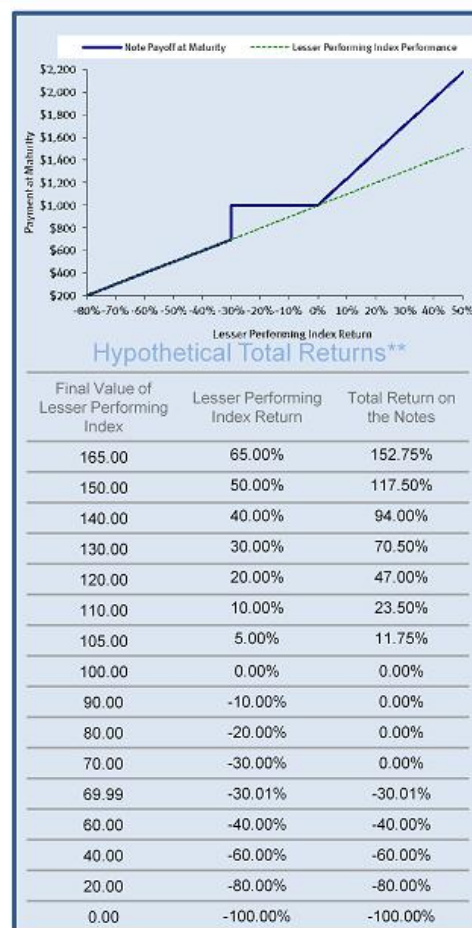 Note Payoff at Maturity Lesser Performing Index Performance
$2,200
$2,000
$1,800
$1,600
$1,400
$1,200
$1,000
$800
$600
$400
$200
Payment at Maturity
-80% -70% -60% -50% -40% -30% -20% -10% 0% 10% 20% 30% 40% 50%
Lesser Performing Index Return
Hypothetical Total Returns**
Final Value of Lesser Performing Index
Lesser Performing Index Return
Total Return on the Notes
165.00 65.00% 152.75%
150.00 50.00% 117.50%
140.00 40.00% 94.00%
130.00 30.00% 70.50%
120.00 20.00% 47.00%
110.00 10.00% 23.50%
105.00 5.00% 11.75%
100.00 0.00% 0.00%
90.00 -10.00% 0.00%
80.00 -20.00% 0.00%
70.00 -30.00% 0.00%
69.99 -30.01% -30.01%
60.00 -40.00% -40.00%
40.00 -60.00% -60.00%
20.00 -80.00% -80.00%
0.00 -100.00% -100.00%